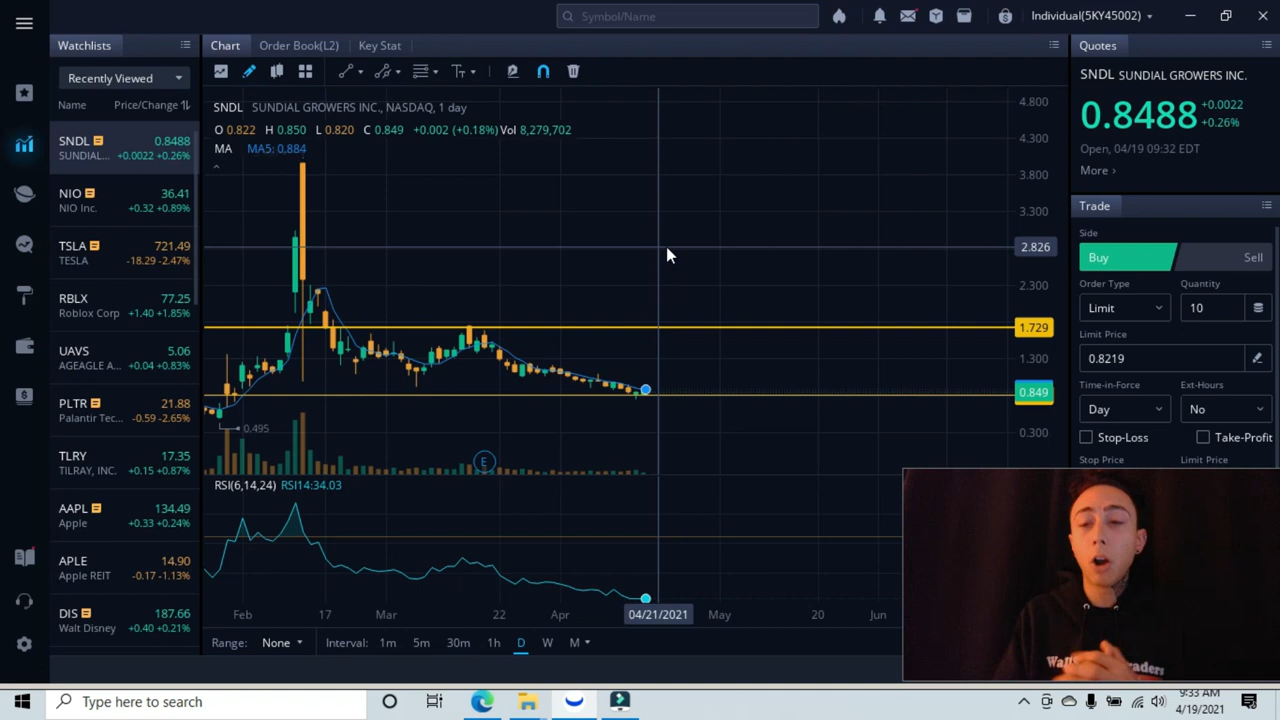 Symbol/Name
Individual(5KY45002)
Watchlists
Recently Viewed
Name Price/Change
SNDL 0.8488
SUNDIAL... +0.0022 +0.26%
NIO 36.41
NIO Inc. +0.32 +0.89%
TSLA 721.49
TESLA -18.29 -2.47%
RBLX 77.25
Roblox Corp +1.40 +1.85%
UAVS 5.06
AGEAGLE A... +0.04 +0.83%
PLTR 21.88
Palantir Tec... -0.59 -2.65%
TLRY 17.35
TILRAY, INC. +0.15 +0.87%
AAPL 134.49
Apple +0.33 +0.24%
APLE 14.90
Apple REIT -0.17 -1.13%
DIS 187.66
Walt Disney +0.40 +0.21%
Chart Order Book(L2) Key Stat
SNDL SUNDIAL GROWERS INC., NASDAQ, 1 day
O 0.822 H 0.850 L 0.820 C 0.849 +0.002 (+0.18%) Vol 8,279,702
MA MA5: 0.884
4.800
4.300
3.800
3.300
2.826
2.300
1.729
1.300
0.849
0.300
0.495
E
RSI(6,14,24) RSI14:34.03
Feb 17 Mar 22 Apr 04/21/2021 May 20 Jun
Range: None Interval: 1m 5m 30m 1h D W M
Quotes
SNDL SUNDIAL GROWERS INC.
0.8488 +0.0022
+0.26%
Open, 04/19 09:32 EDT
More
Trade
Side
Buy Sell
Order Type Quantity
Limit 10
Limit Price
0.8219
Time-in-Force Ext-Hours
Day No
Stop-Loss Take-Profit
Stop Price Limit Price
Type here to search
9:33 AM
4/19/2021